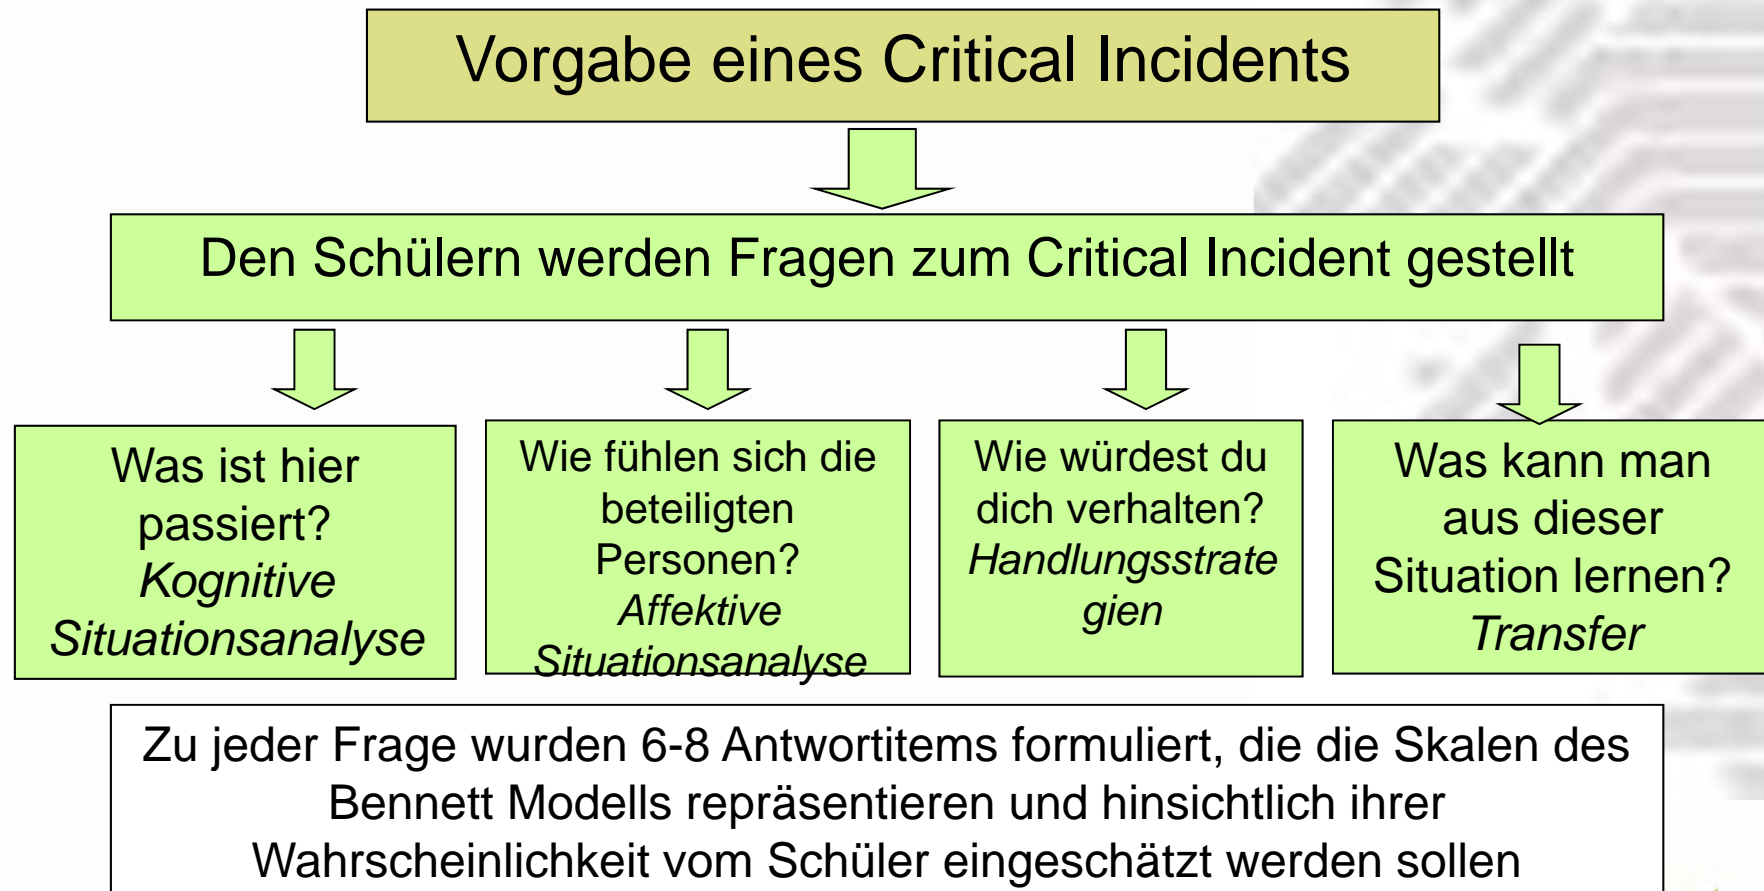 Vorgabe eines Critical Incidents
Den Schülern werden Fragen zum Critical Incident gestellt
Was ist hier
passiert?
Kognitive
Situationsanalyse
Wie fühlen sich die
beteiligten
Personen?
Affektive
Situationsanalyse
Wie würdest du
dich verhalten?
Handlungsstrate
gien
Was kann man
aus dieser
Situation lernen?
Transfer
Zu jeder Frage wurden 6-8 Antwortitems formuliert, die die Skalen des
Bennett Modells repräsentieren und hinsichtlich ihrer
Wahrscheinlichkeit vom Schüler eingeschätzt werden sollen